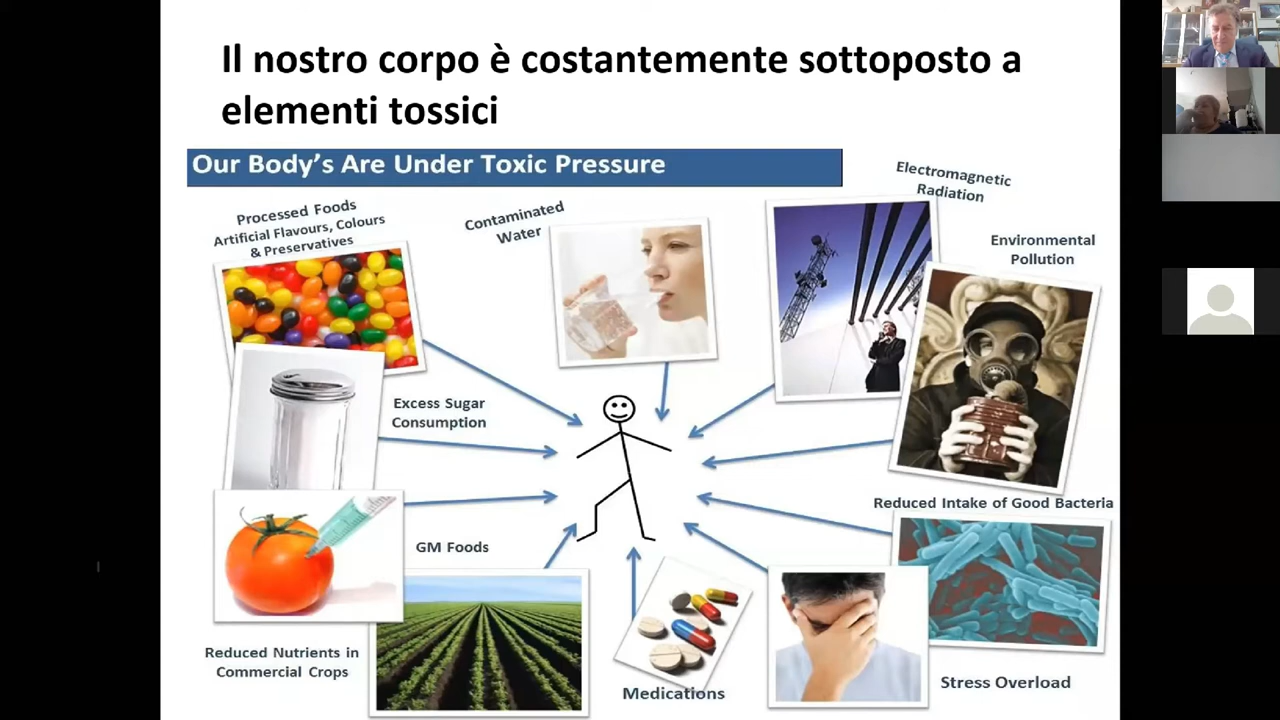 Il nostro corpo è costantemente sottoposto a
elementi tossici
Our Body's Are Under Toxic Pressure
Processed Foods
Artificial Flavours, Colours
& Preservatives
Contaminated
Water
Electromagnetic
Radiation
Environmental
Pollution
Excess Sugar
Consumption
Reduced Intake of Good Bacteria
GM Foods
Reduced Nutrients in
Commercial Crops
Medications
Stress Overload